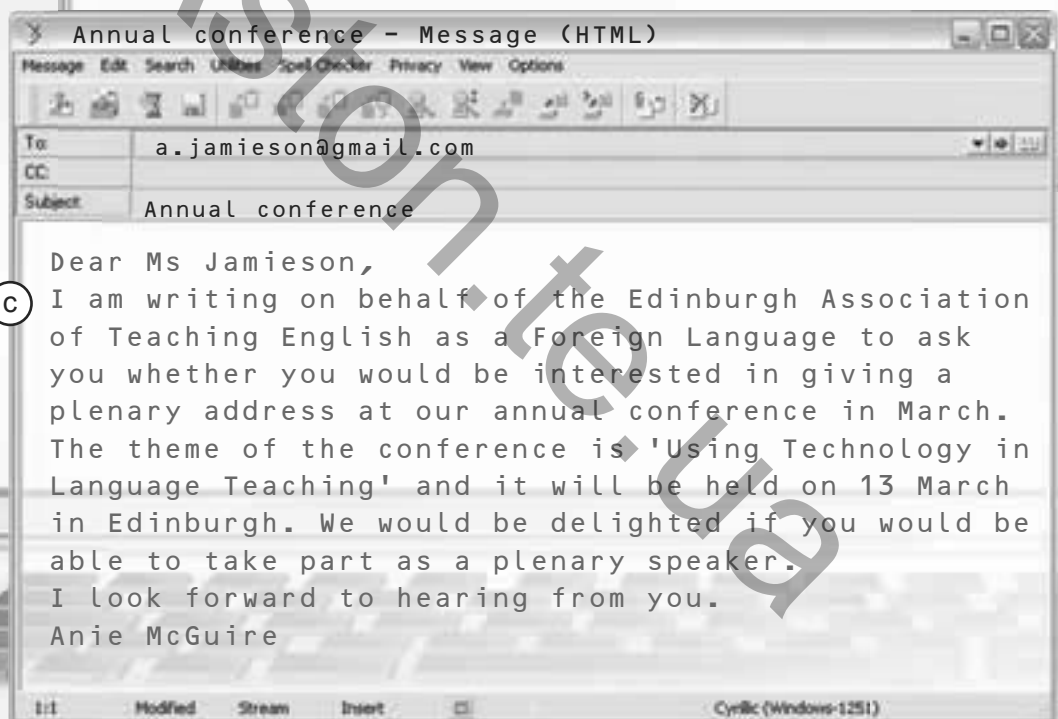 Annual conference – Message (HTML)
Message Edit Search Utilities Spell Checker Privacy View Options
To: a.jamieson@gmail.com
CC:
Subject: Annual conference
Dear Ms Jamieson,
c I am writing on behalf of the Edinburgh Association
of Teaching English as a Foreign Language to ask
you whether you would be interested in giving a
plenary address at our annual conference in March.
The theme of the conference is 'Using Technology in
Language Teaching' and it will be held on 13 March
in Edinburgh. We would be delighted if you would be
able to take part as a plenary speaker.
I look forward to hearing from you.
Anie McGuire
1:1 Modified Stream Insert Cyrillic (Windows-1251)
ston.te.ua